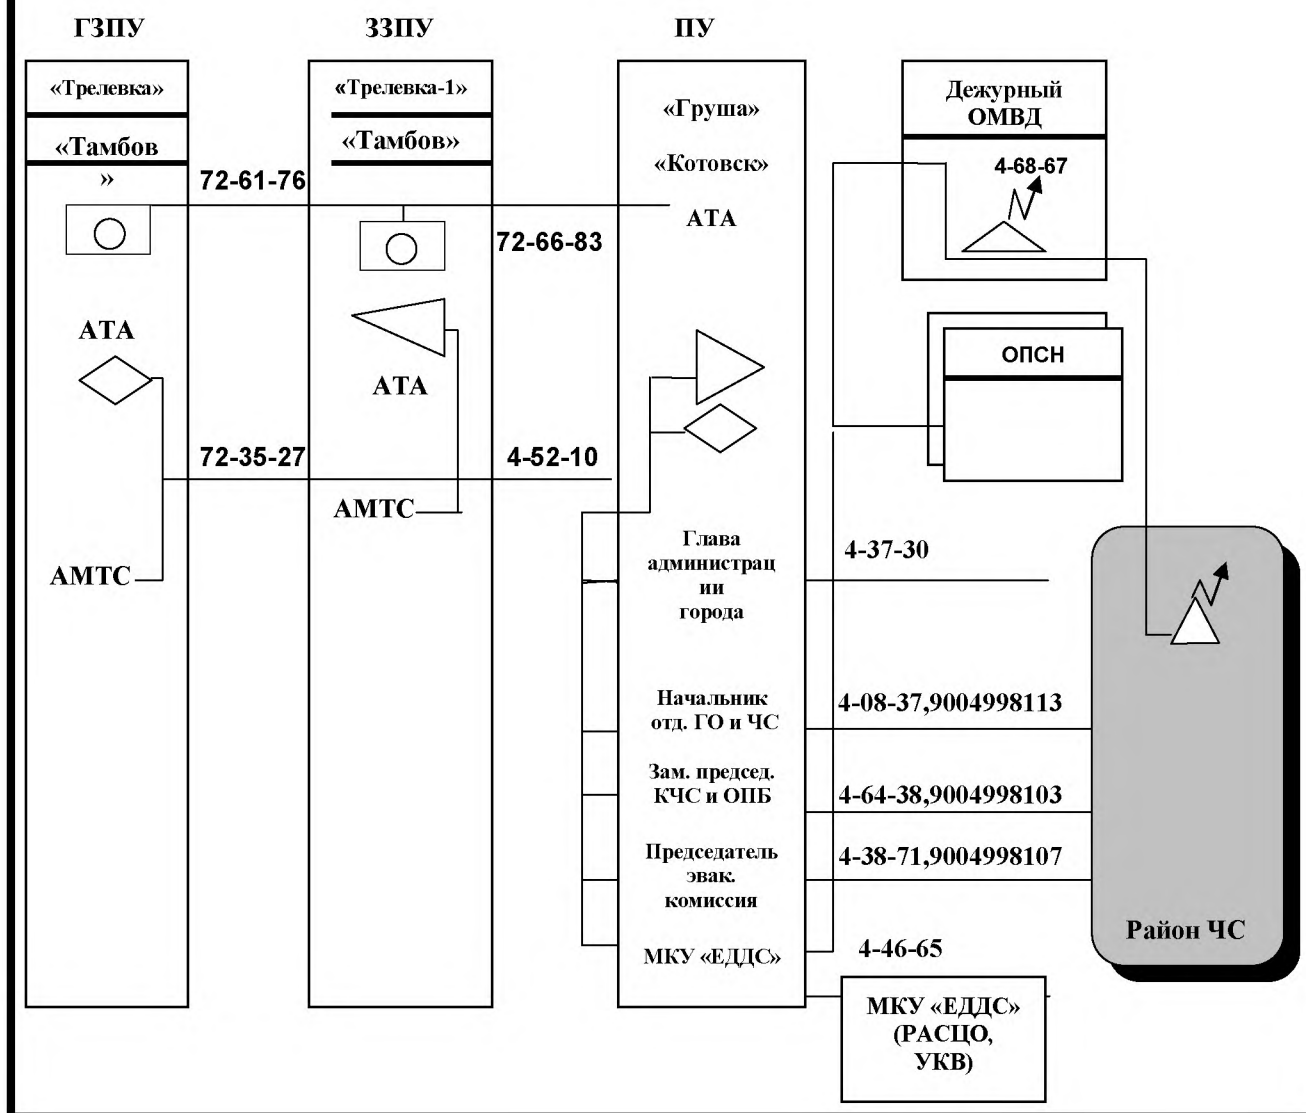 ГЗПУ
ЗЗПУ
ПУ
«Трелевка»
«Тамбов
»
72-61-76
АТА
72-35-27
АМТС
«Трелевка-1»
«Тамбов»
72-66-83
АТА
4-52-10
АМТС
«Груша»
«Котовск»
АТА
Глава
администрац
ии
города
Начальник
отд. ГО и ЧС
Зам. председ.
КЧС и ОПБ
Председатель
эвак.
комиссия
МКУ «ЕДДС»
Дежурный
ОМВД
4-68-67
ОПСН
4-37-30
4-08-37,9004998113
4-64-38,9004998103
4-38-71,9004998107
4-46-65
Район ЧС
МКУ «ЕДДС»
(РАСЦО,
УКВ)